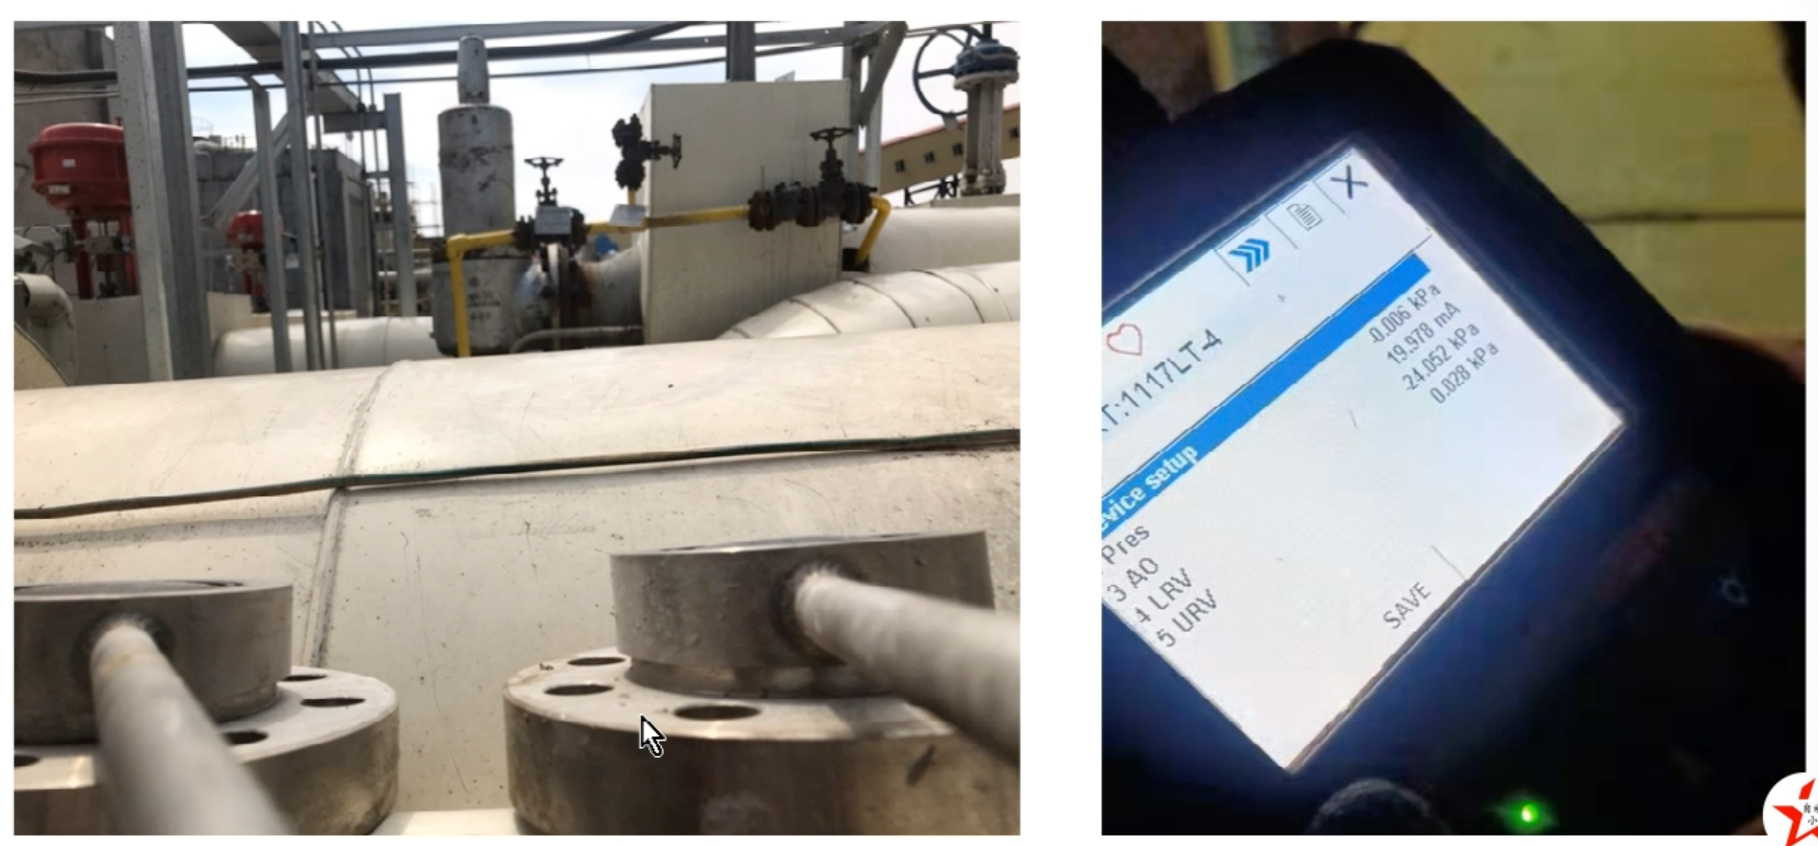 T:1117LT-4
vice setup
Pres -0.006 kPa
3 AO 19.978 mA
4 LRV -24.052 kPa
5 URV 0.028 kPa
SAVE